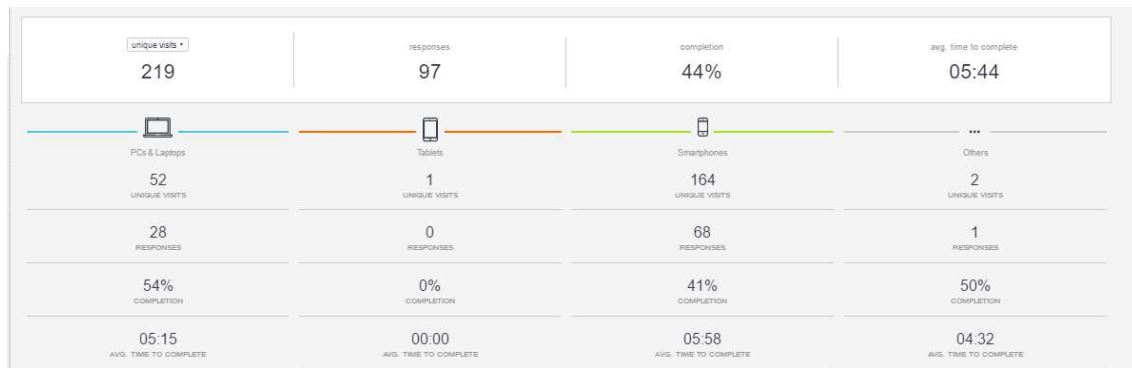 unique visits
responses
completion
avg. time to complete
219
97
44%
05:44
PCs & Laptops
Tablets
Smartphones
Others
52
1
164
2
UNIQUE VISITS
UNIQUE VISITS
UNIQUE VISITS
UNIQUE VISITS
28
0
68
1
RESPONSES
RESPONSES
RESPONSES
RESPONSES
54%
0%
41%
50%
COMPLETION
COMPLETION
COMPLETION
COMPLETION
05:15
00:00
05:58
04:32
AVG. TIME TO COMPLETE
AVG. TIME TO COMPLETE
AVG. TIME TO COMPLETE
AVG. TIME TO COMPLETE